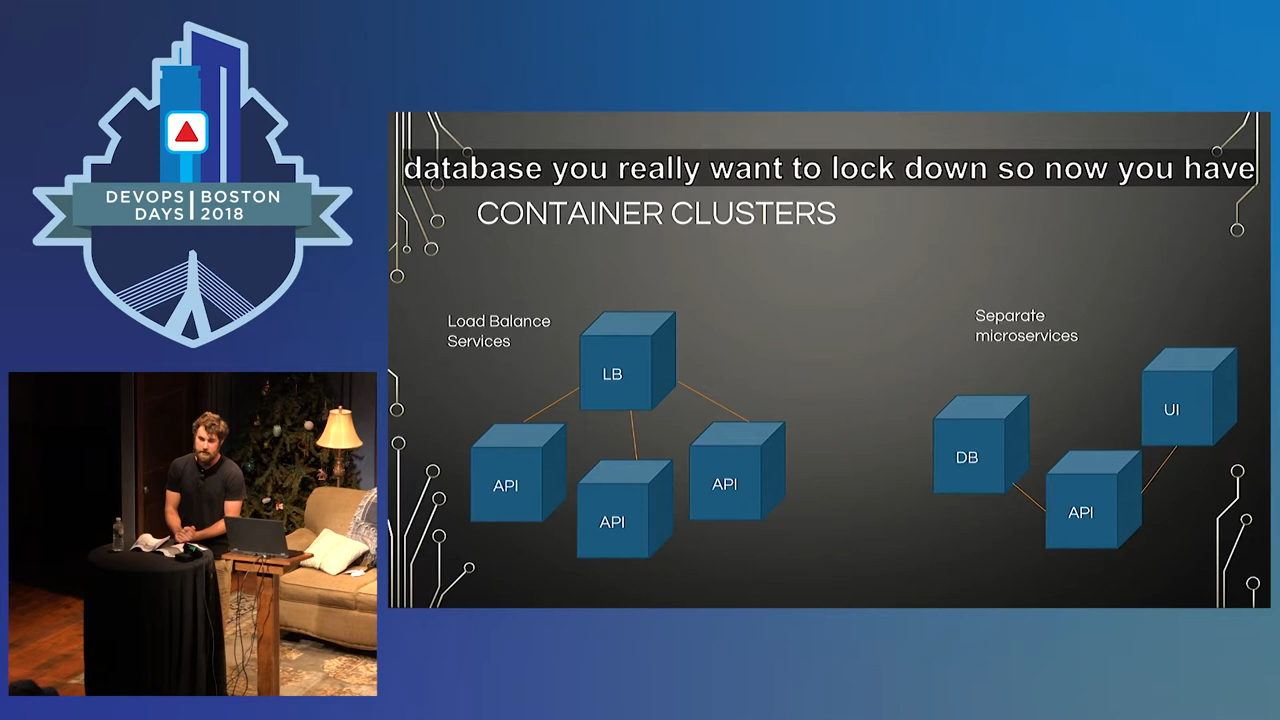 DEVOPS BOSTON
DAYS 2018
database you really want to lock down so now you have
CONTAINER CLUSTERS
Load Balance
Services
LB
API
API
API
Separate
microservices
UI
DB
API